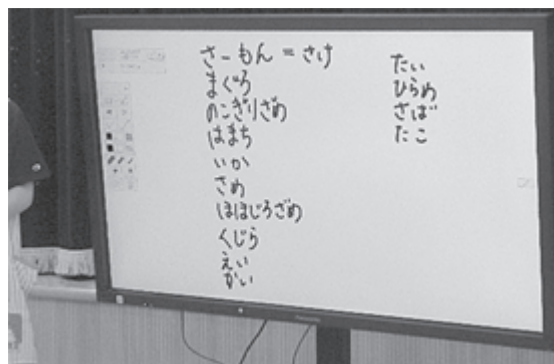 さーもん = さけ
まぐろ
のこぎりざめ
はまち
いか
さめ
ほほじろざめ
くじら
えい
かい
たい
ひらめ
さば
たこ
Panasonic